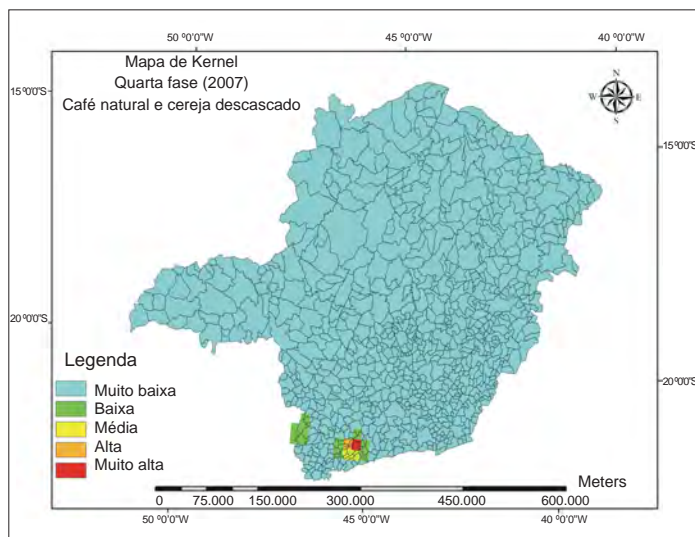 50 º0'0"W
45 º0'0"W
40 º0'0"W
Mapa de Kernel
Quarta fase (2007)
Café natural e cereja descascado
N
W E
S
15º0'0"S
15º0'0"S
20º0'0"S
20º0'0"S
Legenda
Muito baixa
Baixa
Média
Alta
Muito alta
Meters
0 75.000 150.000 300.000 450.000 600.000
50 º0'0"W
45 º0'0"W
40 º0'0"W